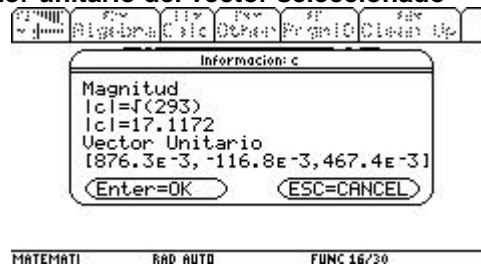 unitario del vector seleccionado
Algebra Calc Other PrgmIO Clean Up
Informacion: c
Magnitud
|c|=√(293)
|c|=17.1172
Vector Unitario
[876.3ᴇ-3,-116.8ᴇ-3,467.4ᴇ-3]
Enter=OK ESC=CANCEL
MATEMATI RAD AUTO FUNC 16/30